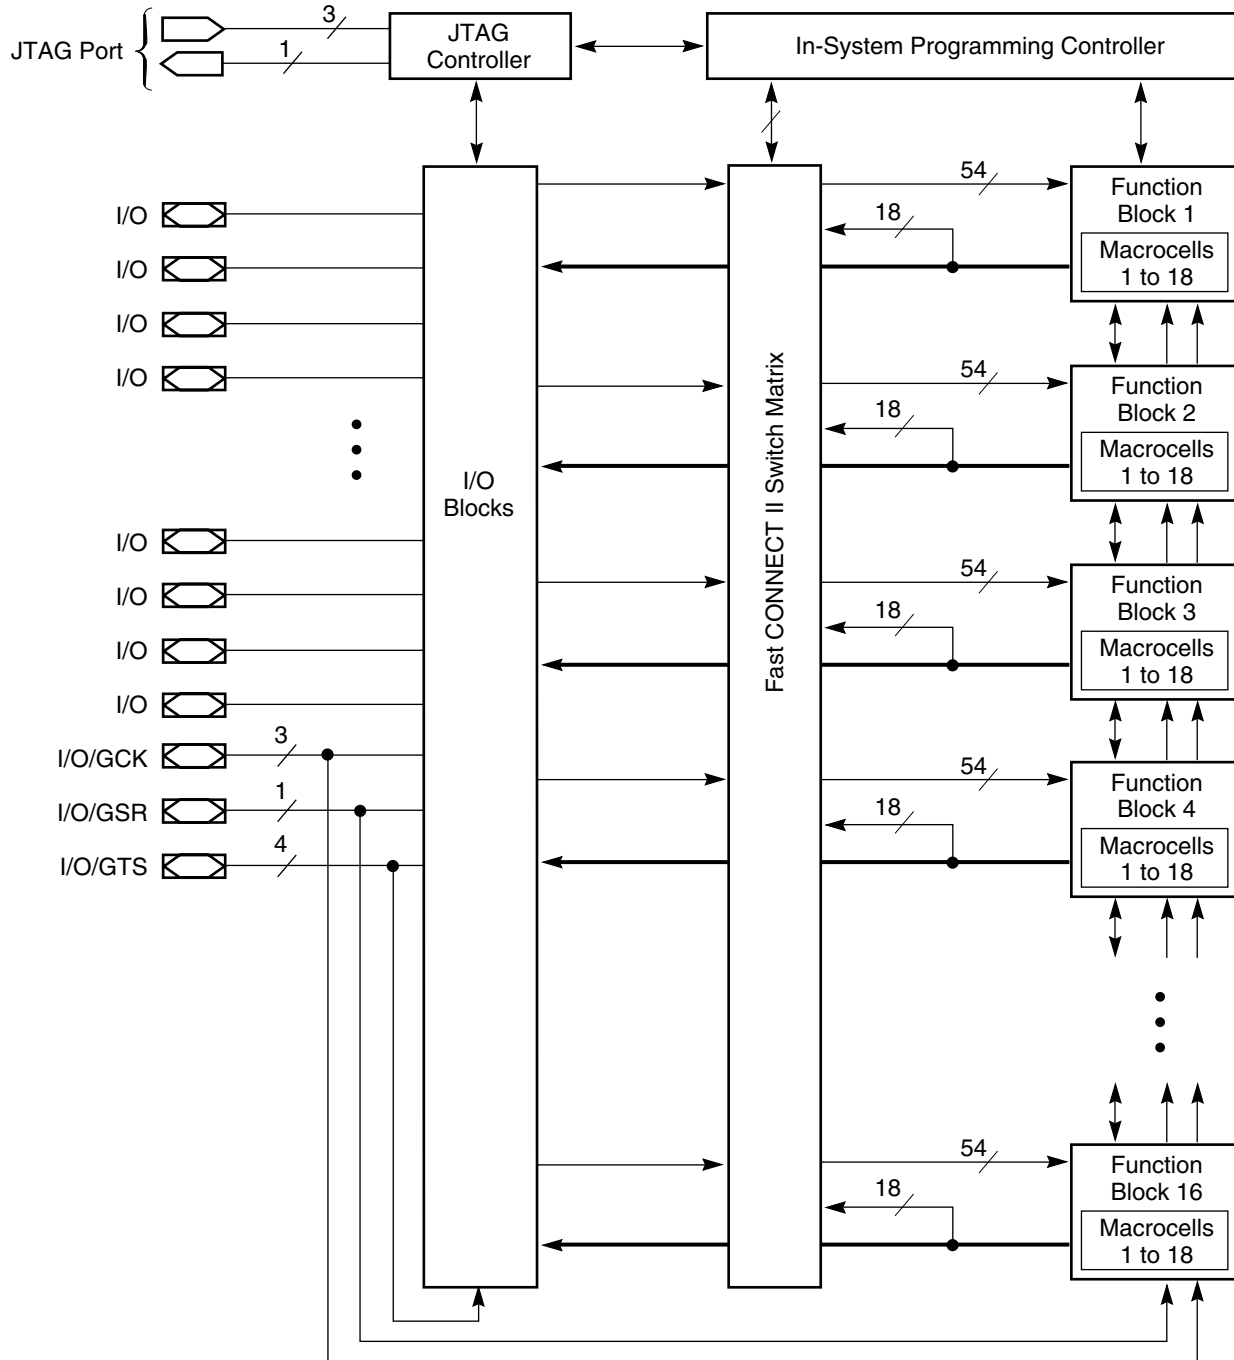 JTAG Port
3
1
JTAG
Controller
In-System Programming Controller
I/O
I/O
I/O
I/O
I/O
I/O
I/O
I/O
I/O/GCK
3
I/O/GSR
1
I/O/GTS
4
I/O
Blocks
Fast CONNECT II Switch Matrix
54
18
Function
Block 1
Macrocells
1 to 18
54
18
Function
Block 2
Macrocells
1 to 18
54
18
Function
Block 3
Macrocells
1 to 18
54
18
Function
Block 4
Macrocells
1 to 18
54
18
Function
Block 16
Macrocells
1 to 18